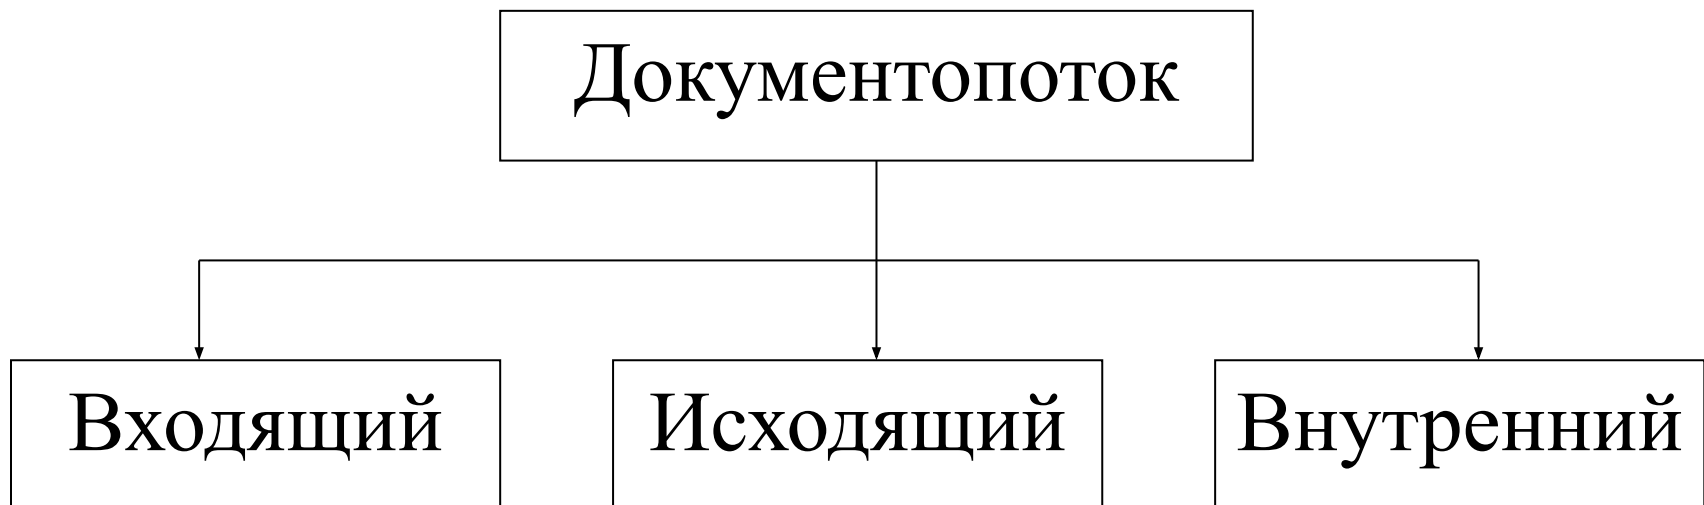 Документопоток
Входящий
Исходящий
Внутренний